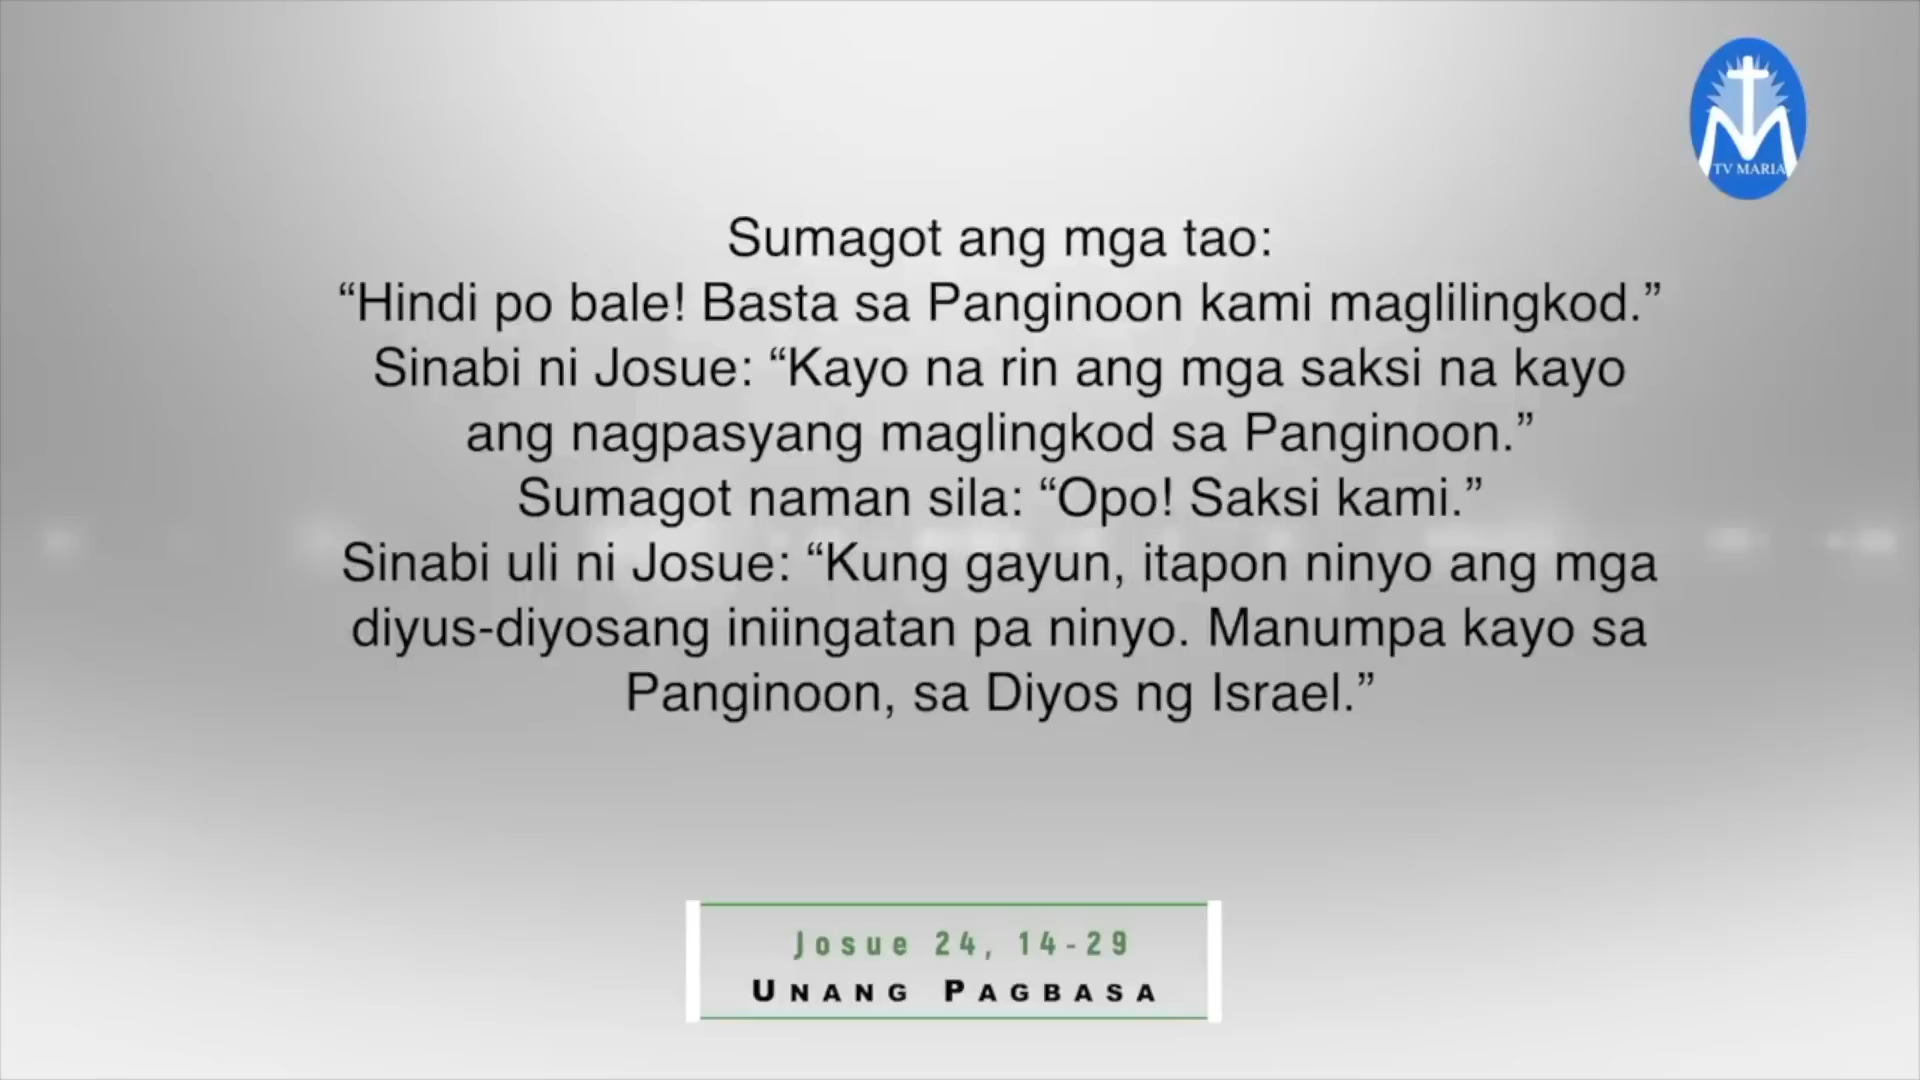 TV MARIA
Sumagot ang mga tao:
“Hindi po bale! Basta sa Panginoon kami maglilingkod.”
Sinabi ni Josue: “Kayo na rin ang mga saksi na kayo
ang nagpasyang maglingkod sa Panginoon.”
Sumagot naman sila: “Opo! Saksi kami.”
Sinabi uli ni Josue: “Kung gayun, itapon ninyo ang mga
diyus-diyosang iniingatan pa ninyo. Manumpa kayo sa
Panginoon, sa Diyos ng Israel.”
Josue 24, 14-29
UNANG PAGBASA